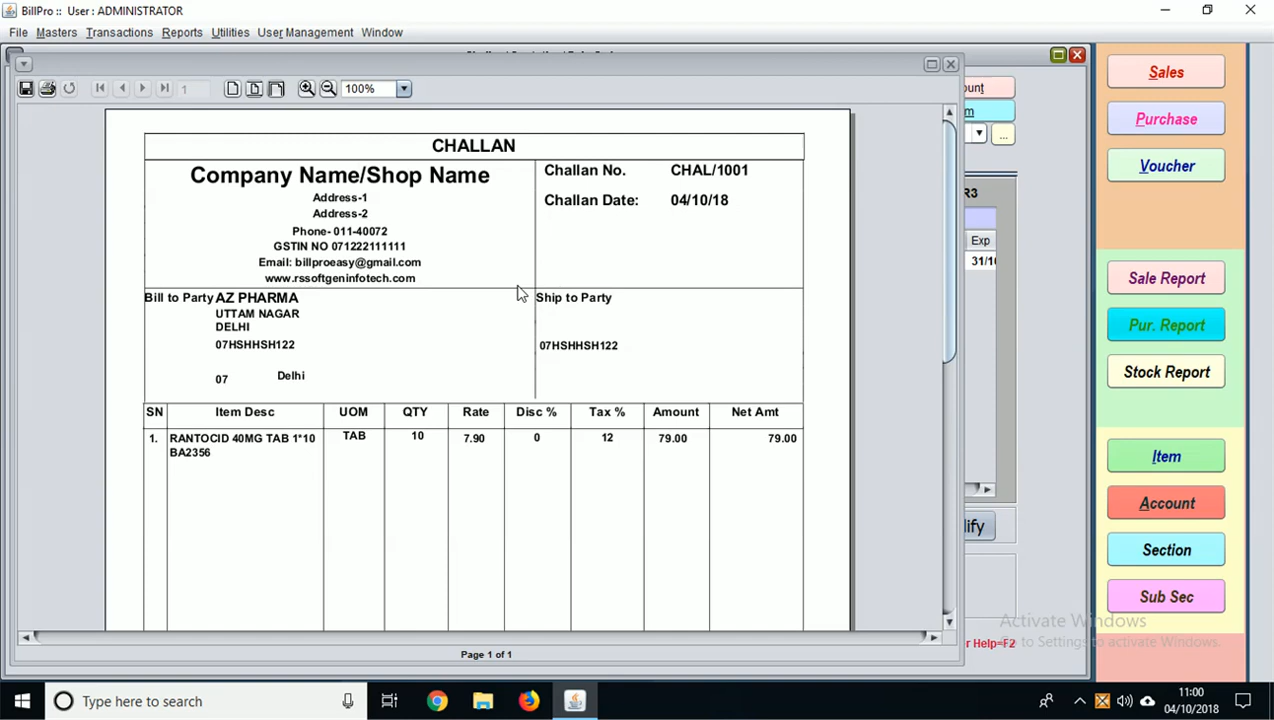 BillPro :: User : ADMINISTRATOR
File Masters Transactions Reports Utilities User Management Window
1
100%
CHALLAN
Company Name/Shop Name
Address-1
Address-2
Phone- 011-40072
GSTIN NO 071222111111
Email: billproeasy@gmail.com
www.rssoftgeninfotech.com
Challan No. CHAL/1001
Challan Date: 04/10/18
Bill to Party AZ PHARMA
UTTAM NAGAR
DELHI
07HSHHSH122
07 Delhi
Ship to Party
07HSHHSH122
SN Item Desc UOM QTY Rate Disc % Tax % Amount Net Amt
1. RANTOCID 40MG TAB 1*10 TAB 10 7.90 0 12 79.00 79.00
BA2356
Page 1 of 1
...
R3
Exp
31/1
Help=F2
Sales
Purchase
Voucher
Sale Report
Pur. Report
Stock Report
Item
Account
Section
Sub Sec
Activate Windows
Go to Settings to activate Windows.
Type here to search
11:00
04/10/2018